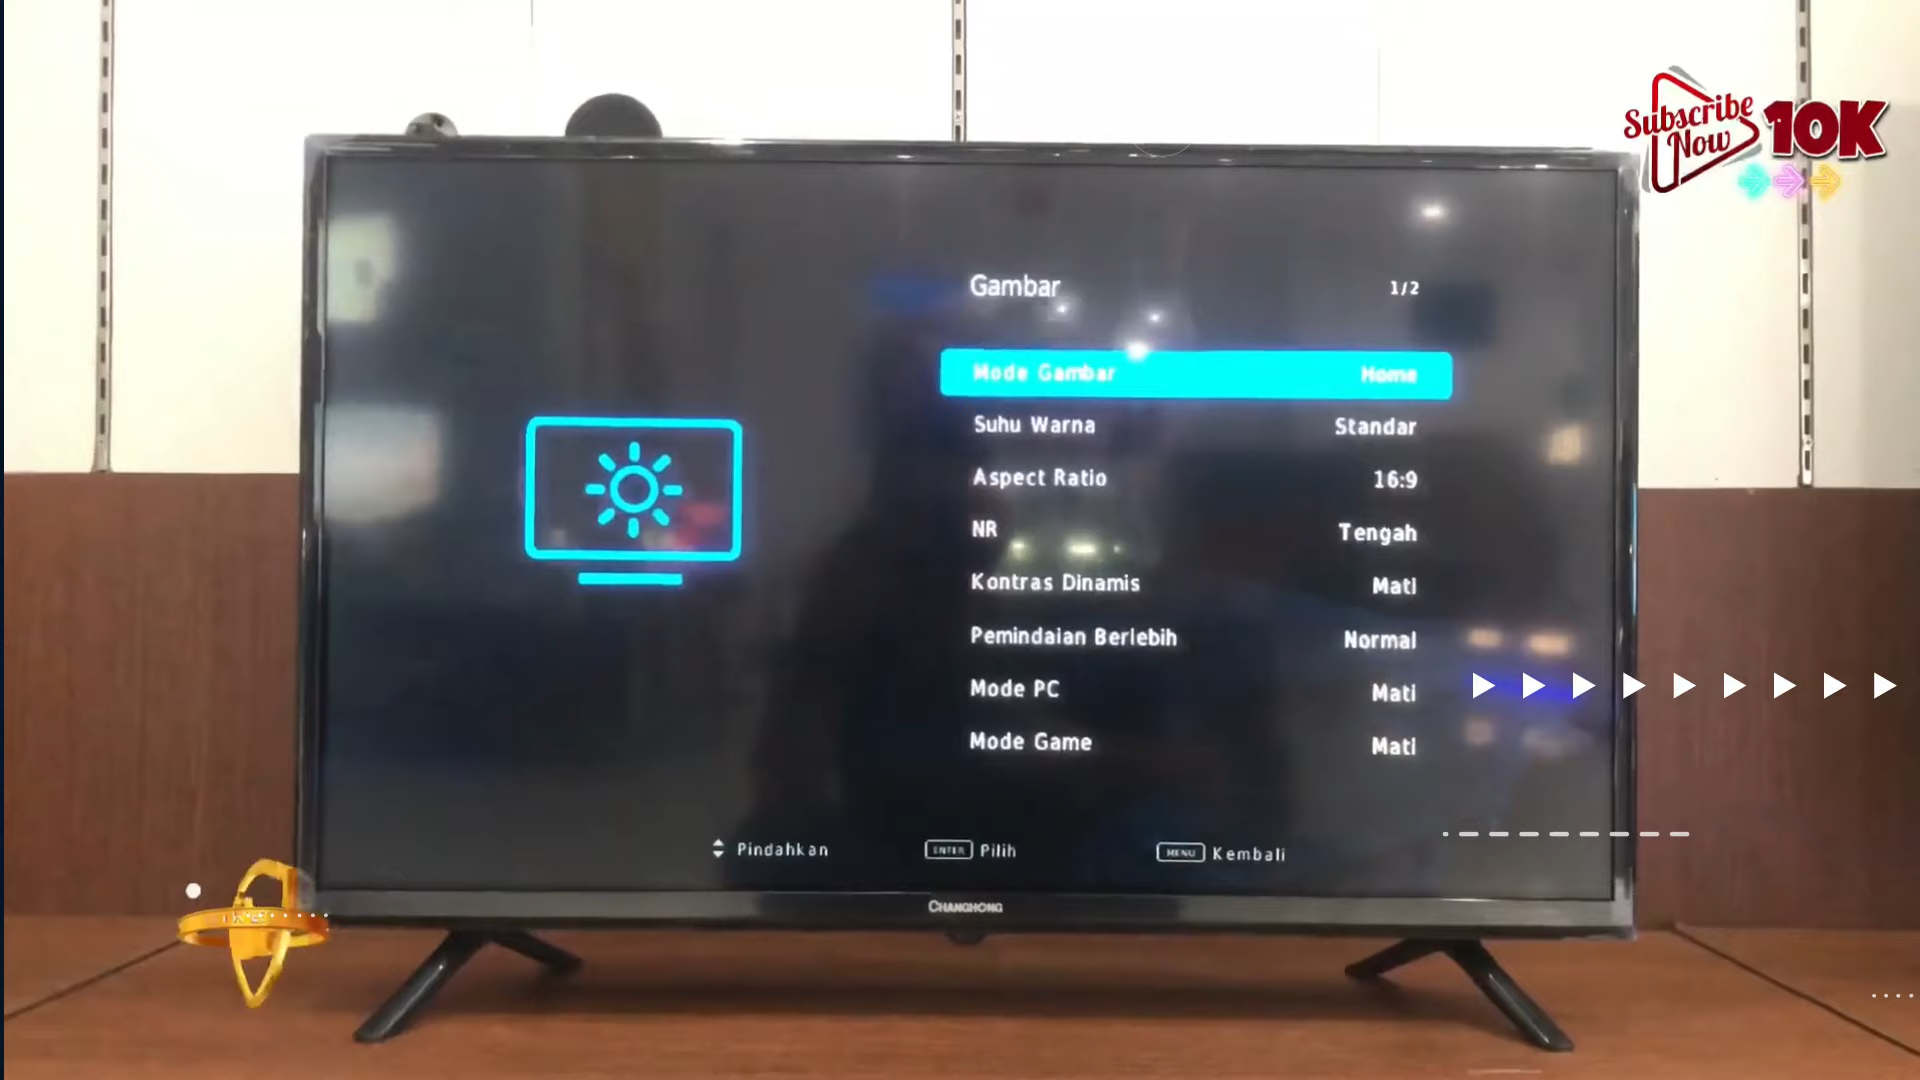 Subscribe
Now
10K
Gambar 1/2
Mode Gambar Home
Suhu Warna Standar
Aspect Ratio 16:9
NR Tengah
Kontras Dinamis Mati
Pemindaian Berlebih Normal
Mode PC Mati
Mode Game Mati
Pindahkan ENTER Pilih MENU Kembali
CHANGHONG